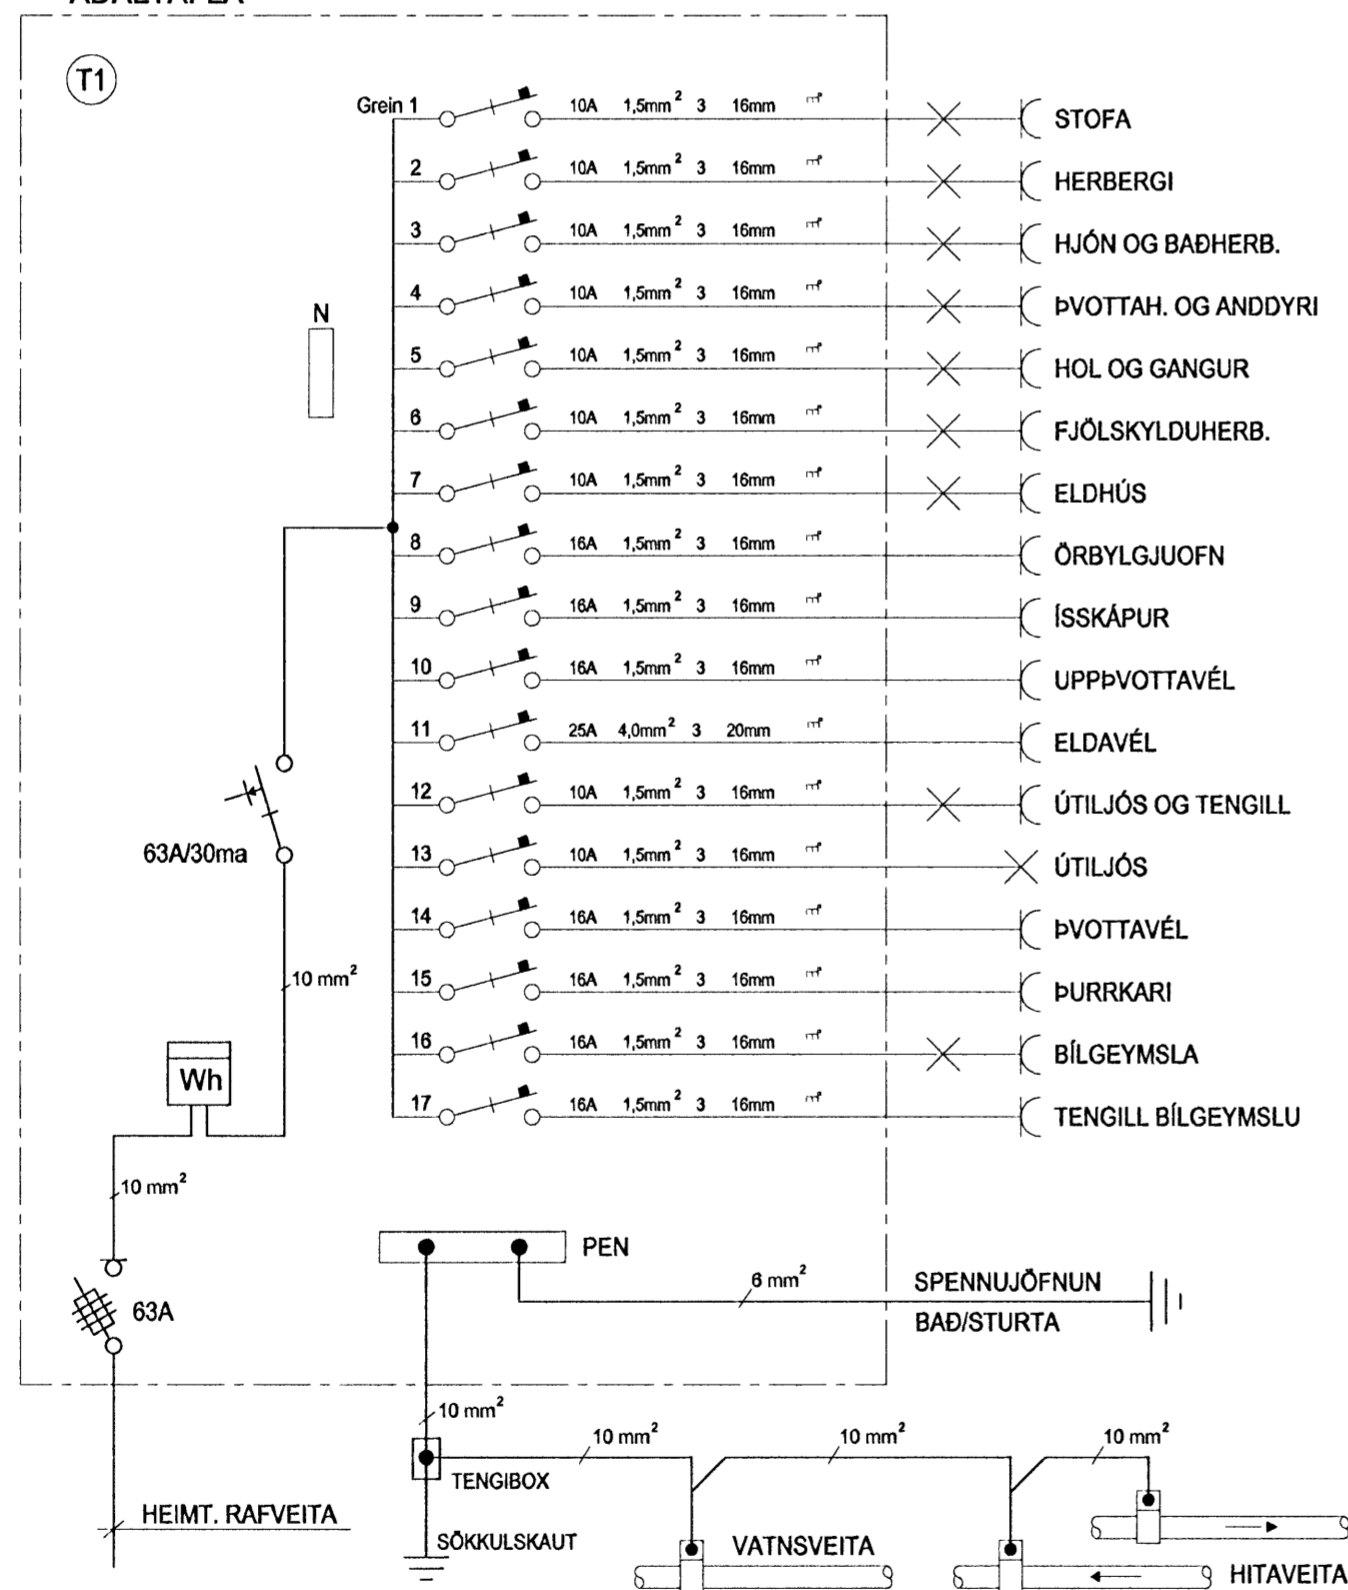 T1
Grein 1 10A 1,5mm² 3 16mm STOFA
2 10A 1,5mm² 3 16mm HERBERGI
3 10A 1,5mm² 3 16mm HJÓN OG BAÐHERB.
4 10A 1,5mm² 3 16mm ÞVOTTAH. OG ANDDYRI
N
5 10A 1,5mm² 3 16mm HOL OG GANGUR
6 10A 1,5mm² 3 16mm FJÖLSKYLDUHERB.
7 10A 1,5mm² 3 16mm ELDHÚS
8 16A 1,5mm² 3 16mm ÖRBYLGJUOFN
9 16A 1,5mm² 3 16mm ÍSSKÁPUR
10 16A 1,5mm² 3 16mm UPPÞVOTTAVÉL
11 25A 4,0mm² 3 20mm ELDAVÉL
12 10A 1,5mm² 3 16mm ÚTILJÓS OG TENGILL
63A/30ma
13 10A 1,5mm² 3 16mm ÚTILJÓS
14 16A 1,5mm² 3 16mm ÞVOTTAVÉL
15 16A 1,5mm² 3 16mm ÞURRKARI
10 mm²
16 16A 1,5mm² 3 16mm BÍLGEYMSLA
Wh
17 16A 1,5mm² 3 16mm TENGILL BÍLGEYMSLU
10 mm²
PEN
6 mm² SPENNUJÖFNUN
BAÐ/STURTA
63A
10 mm²
10 mm² 10 mm² 10 mm²
TENGIBOX
HEIMT. RAFVEITA
SÖKKULSKAUT
VATNSVEITA
HITAVEITA